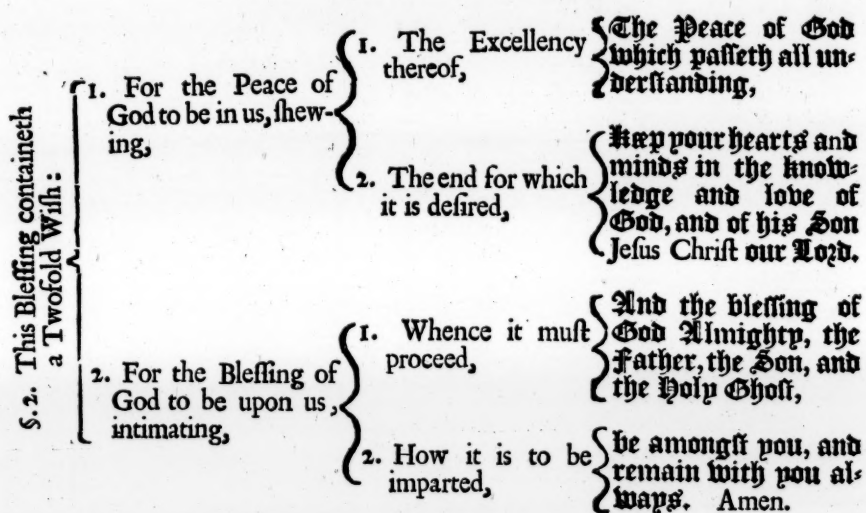 §.2. This Bleſſing containeth
a Twofold Wiſh:
1. For the Peace of
God to be in us, ſhew-
ing,
1. The Excellency
thereof,
The Peace of God
which paſſeth all un-
derſtanding,
2. The end for which
it is deſired,
Keep your hearts and
minds in the know-
ledge and love of
God, and of his Son
Jeſus Chriſt our Lord.
2. For the Bleſſing of
God to be upon us,
intimating,
1. Whence it muſt
proceed,
And the bleſſing of
God Almighty, the
Father, the Son, and
the Holy Ghoſt,
2. How it is to be
imparted,
be amongſt you, and
remain with you al-
ways. Amen.